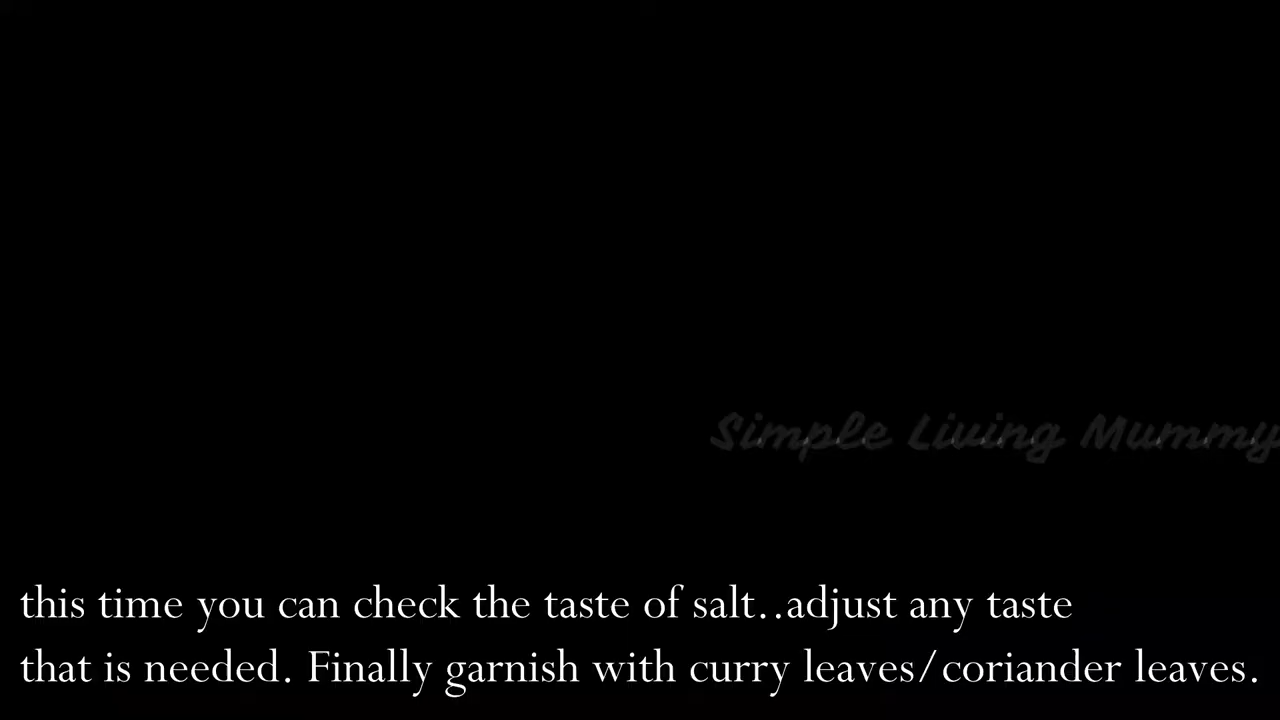 Simple Living Mummy
this time you can check the taste of salt..adjust any taste
that is needed. Finally garnish with curry leaves/coriander leaves.